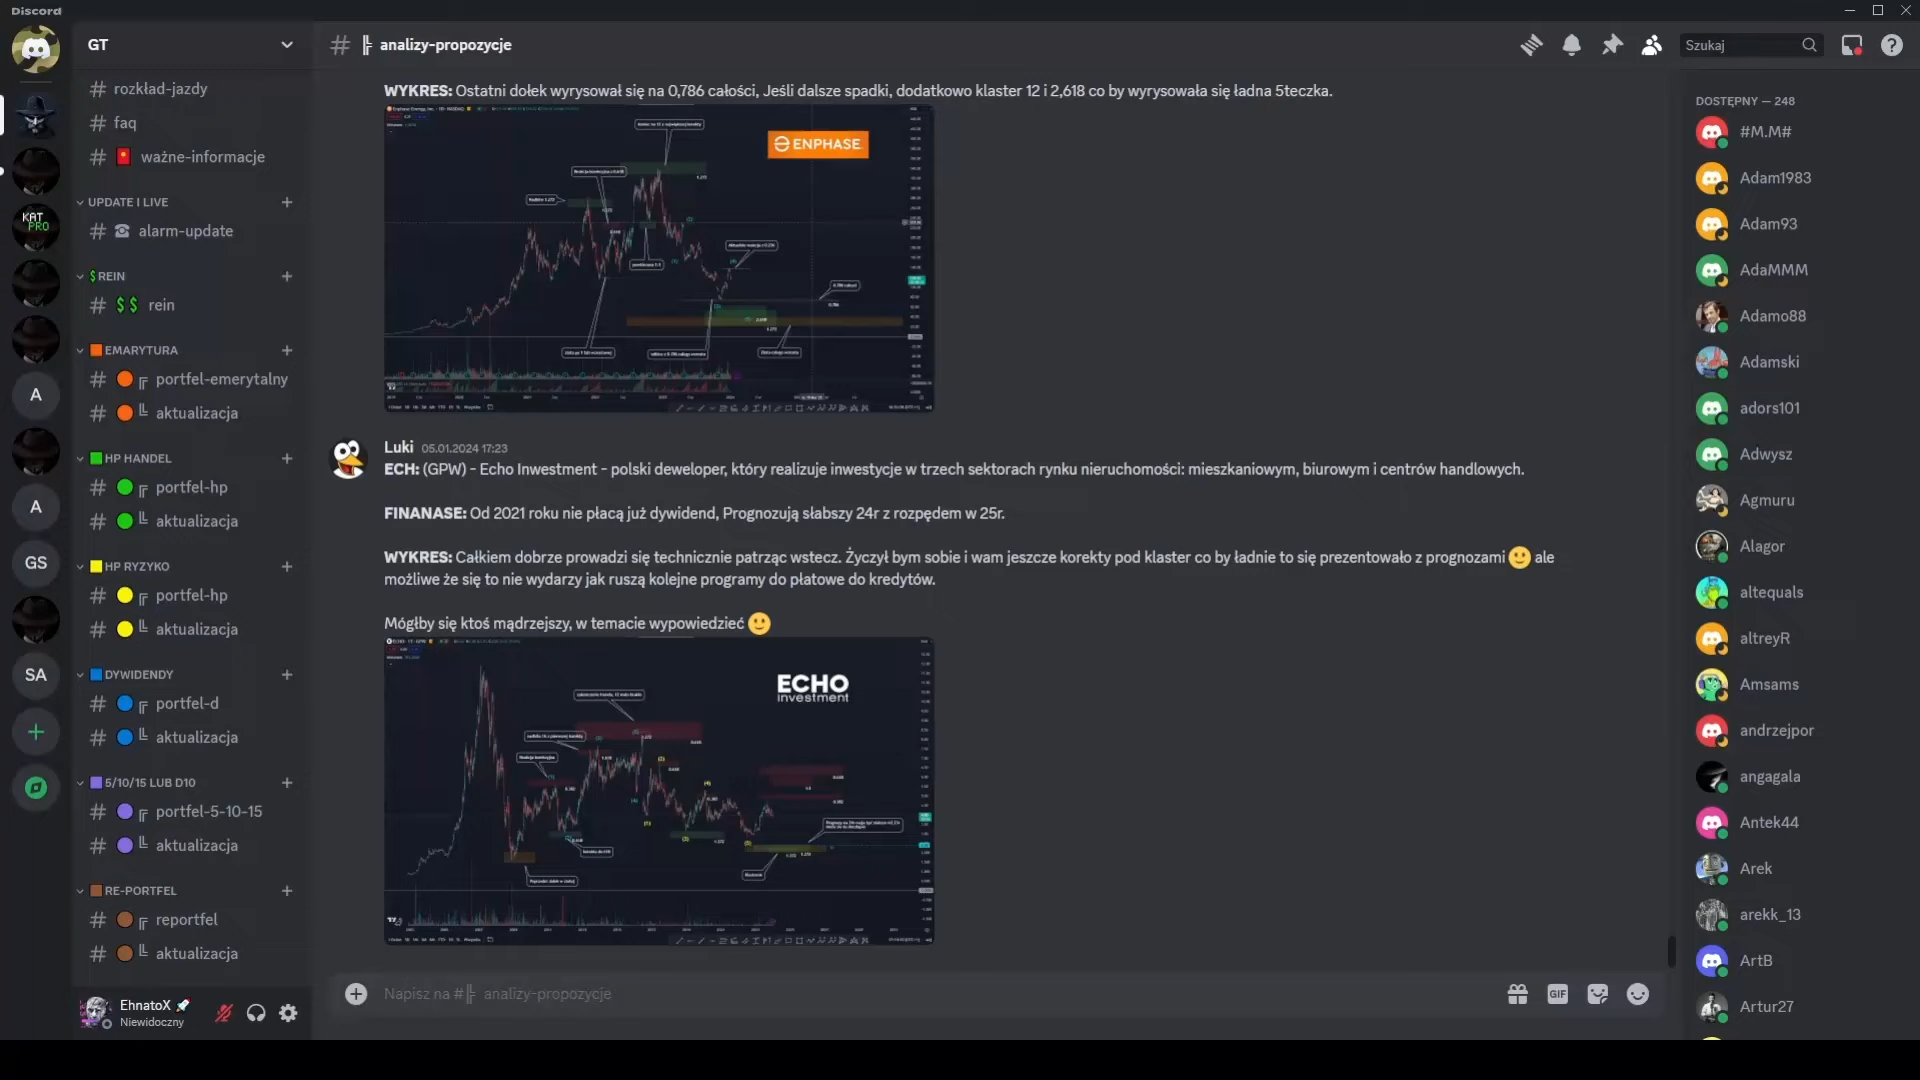 Discord
GT
analizy-propozycje
Szukaj
rozkład-jazdy
faq
ważne-informacje
UPDATE I LIVE
alarm-update
$ REIN
$$ rein
EMARYTURA
portfel-emerytalny
aktualizacja
HP HANDEL
portfel-hp
aktualizacja
HP RYZYKO
portfel-hp
aktualizacja
DYWIDENDY
portfel-d
aktualizacja
5/10/15 LUB D10
portfel-5-10-15
aktualizacja
RE-PORTFEL
reportfel
aktualizacja
KAT
PRO
A
A
GS
SA
EhnatoX
Niewidoczny
WYKRES: Ostatni dołek wyrysował się na 0,786 całości, Jeśli dalsze spadki, dodatkowo klaster 12 i 2,618 co by wyrysowała się ładna 5teczka.
ENPHASE
Luki 05.01.2024 17:23
ECH: (GPW) - Echo Investment - polski deweloper, który realizuje inwestycje w trzech sektorach rynku nieruchomości: mieszkaniowym, biurowym i centrów handlowych.
FINANASE: Od 2021 roku nie płacą już dywidend, Prognozują słabszy 24r z rozpędem w 25r.
WYKRES: Całkiem dobrze prowadzi się technicznie patrząc wstecz. Życzył bym sobie i wam jeszcze korekty pod klaster co by ładnie to się prezentowało z prognozami 🙂 ale
możliwe że się to nie wydarzy jak ruszą kolejne programy do płatowe do kredytów.
Mógłby się ktoś mądrzejszy, w temacie wypowiedzieć 🙂
ECHO
investment
Napisz na #╠ analizy-propozycje
GIF
DOSTĘPNY — 248
#M.M#
Adam1983
Adam93
AdaMMM
Adamo88
Adamski
adors101
Adwysz
Agmuru
Alagor
altequals
altreyR
Amsams
andrzejpor
angagala
Antek44
Arek
arekk_13
ArtB
Artur27